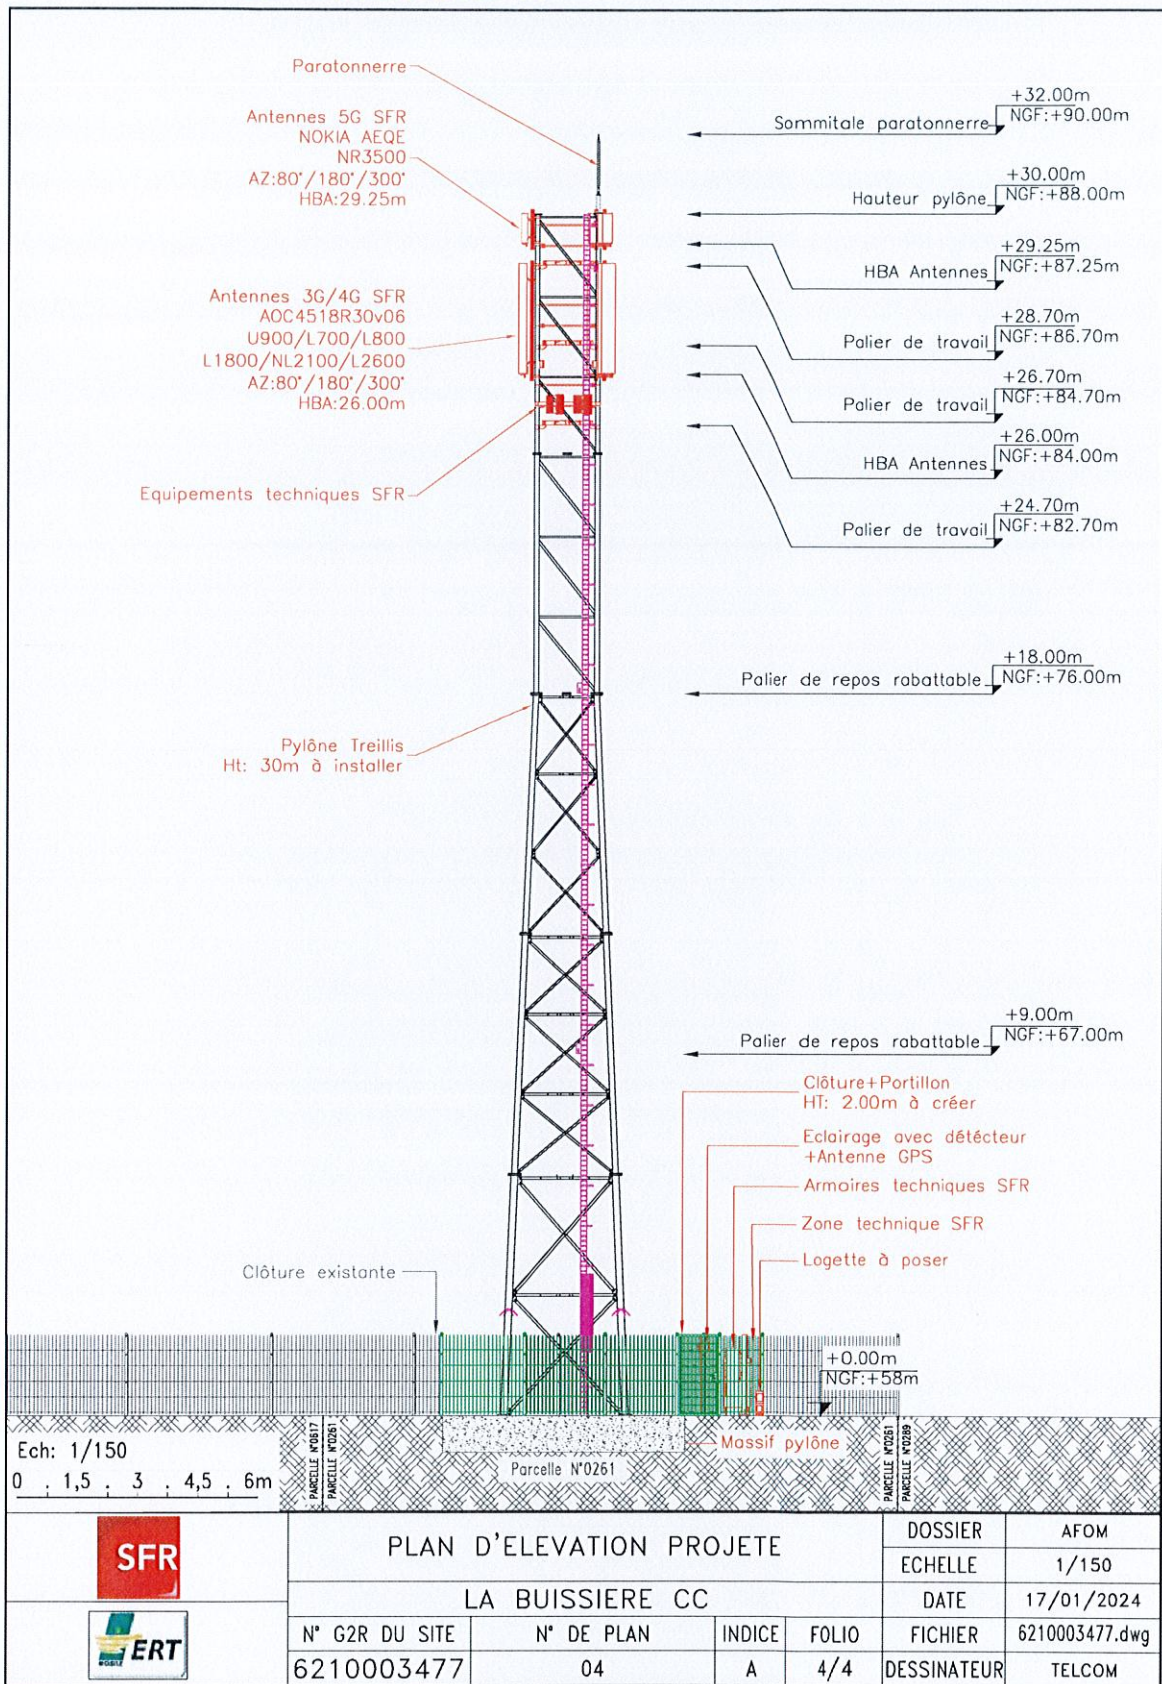 Paratonnerre
Antennes 5G SFR
NOKIA AEQE
NR3500
AZ:80°/180°/300°
HBA:29.25m
Antennes 3G/4G SFR
AOC4518R30v06
U900/L700/L800
L1800/NL2100/L2600
AZ:80°/180°/300°
HBA:26.00m
Equipements techniques SFR
Pylône Treillis
Ht: 30m à installer
Clôture existante
+32.00m
Sommitale paratonnerre NGF:+90.00m
+30.00m
Hauteur pylône NGF:+88.00m
+29.25m
HBA Antennes NGF:+87.25m
+28.70m
Palier de travail NGF:+86.70m
+26.70m
Palier de travail NGF:+84.70m
+26.00m
HBA Antennes NGF:+84.00m
+24.70m
Palier de travail NGF:+82.70m
+18.00m
Palier de repos rabattable NGF:+76.00m
+9.00m
Palier de repos rabattable NGF:+67.00m
Clôture+Portillon
HT: 2.00m à créer
Eclairage avec détécteur
+Antenne GPS
Armoires techniques SFR
Zone technique SFR
Logette à poser
+0.00m
NGF:+58m
Massif pylône
Parcelle N°0261
PARCELLE N°0617
PARCELLE N°0261
PARCELLE N°0261
PARCELLE N°0289
Ech: 1/150
0 1,5 3 4,5 6m
SFR
ERT
MOBILE
PLAN D'ELEVATION PROJETE
LA BUISSIERE CC
N° G2R DU SITE N° DE PLAN INDICE FOLIO
6210003477 04 A 4/4
DOSSIER AFOM
ECHELLE 1/150
DATE 17/01/2024
FICHIER 6210003477.dwg
DESSINATEUR TELCOM